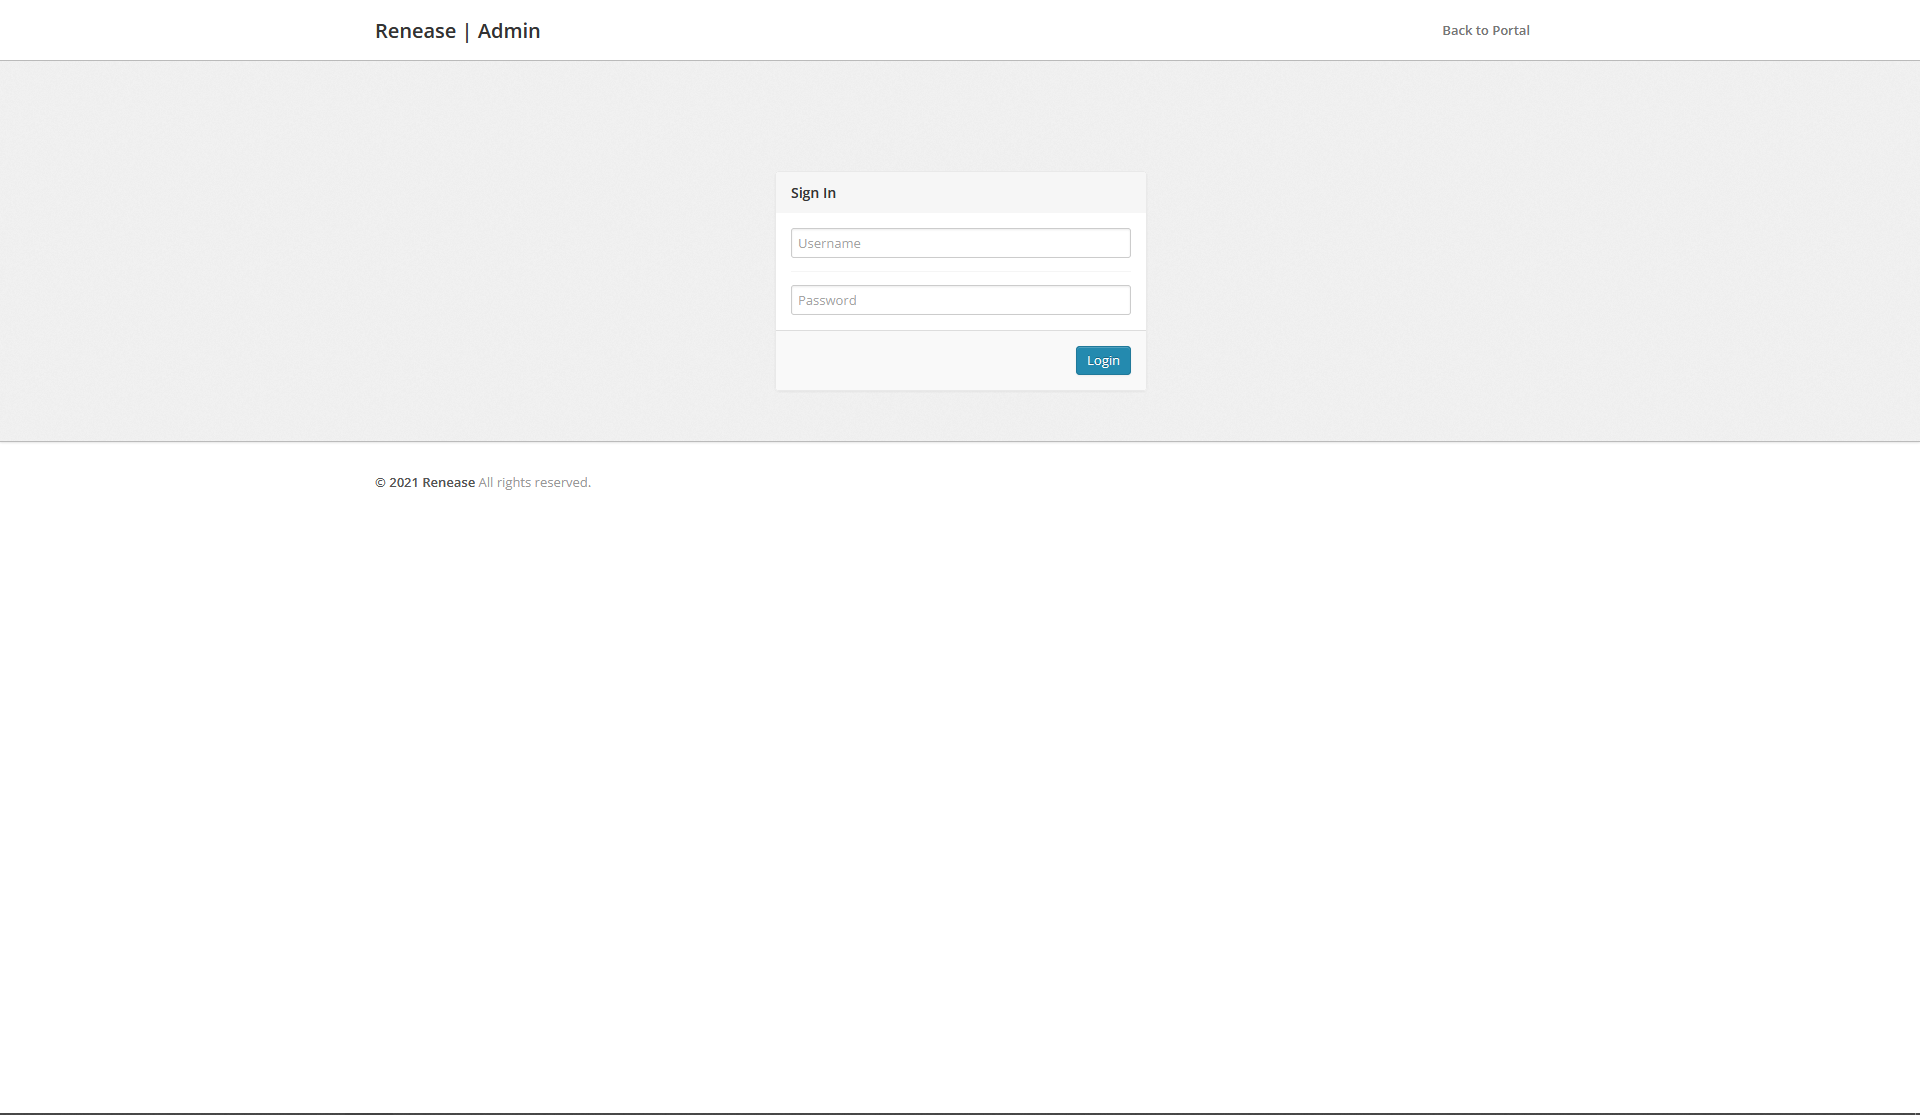 Renease | Admin
Back to Portal
Sign In
Username
Password
Login
© 2021 Renease All rights reserved.